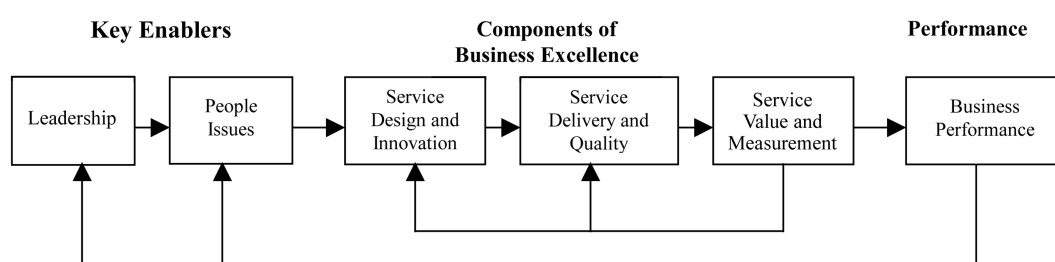 Key Enablers
Components of
Business Excellence
Performance
Leadership
People
Issues
Service
Design and
Innovation
Service
Delivery and
Quality
Service
Value and
Measurement
Business
Performance